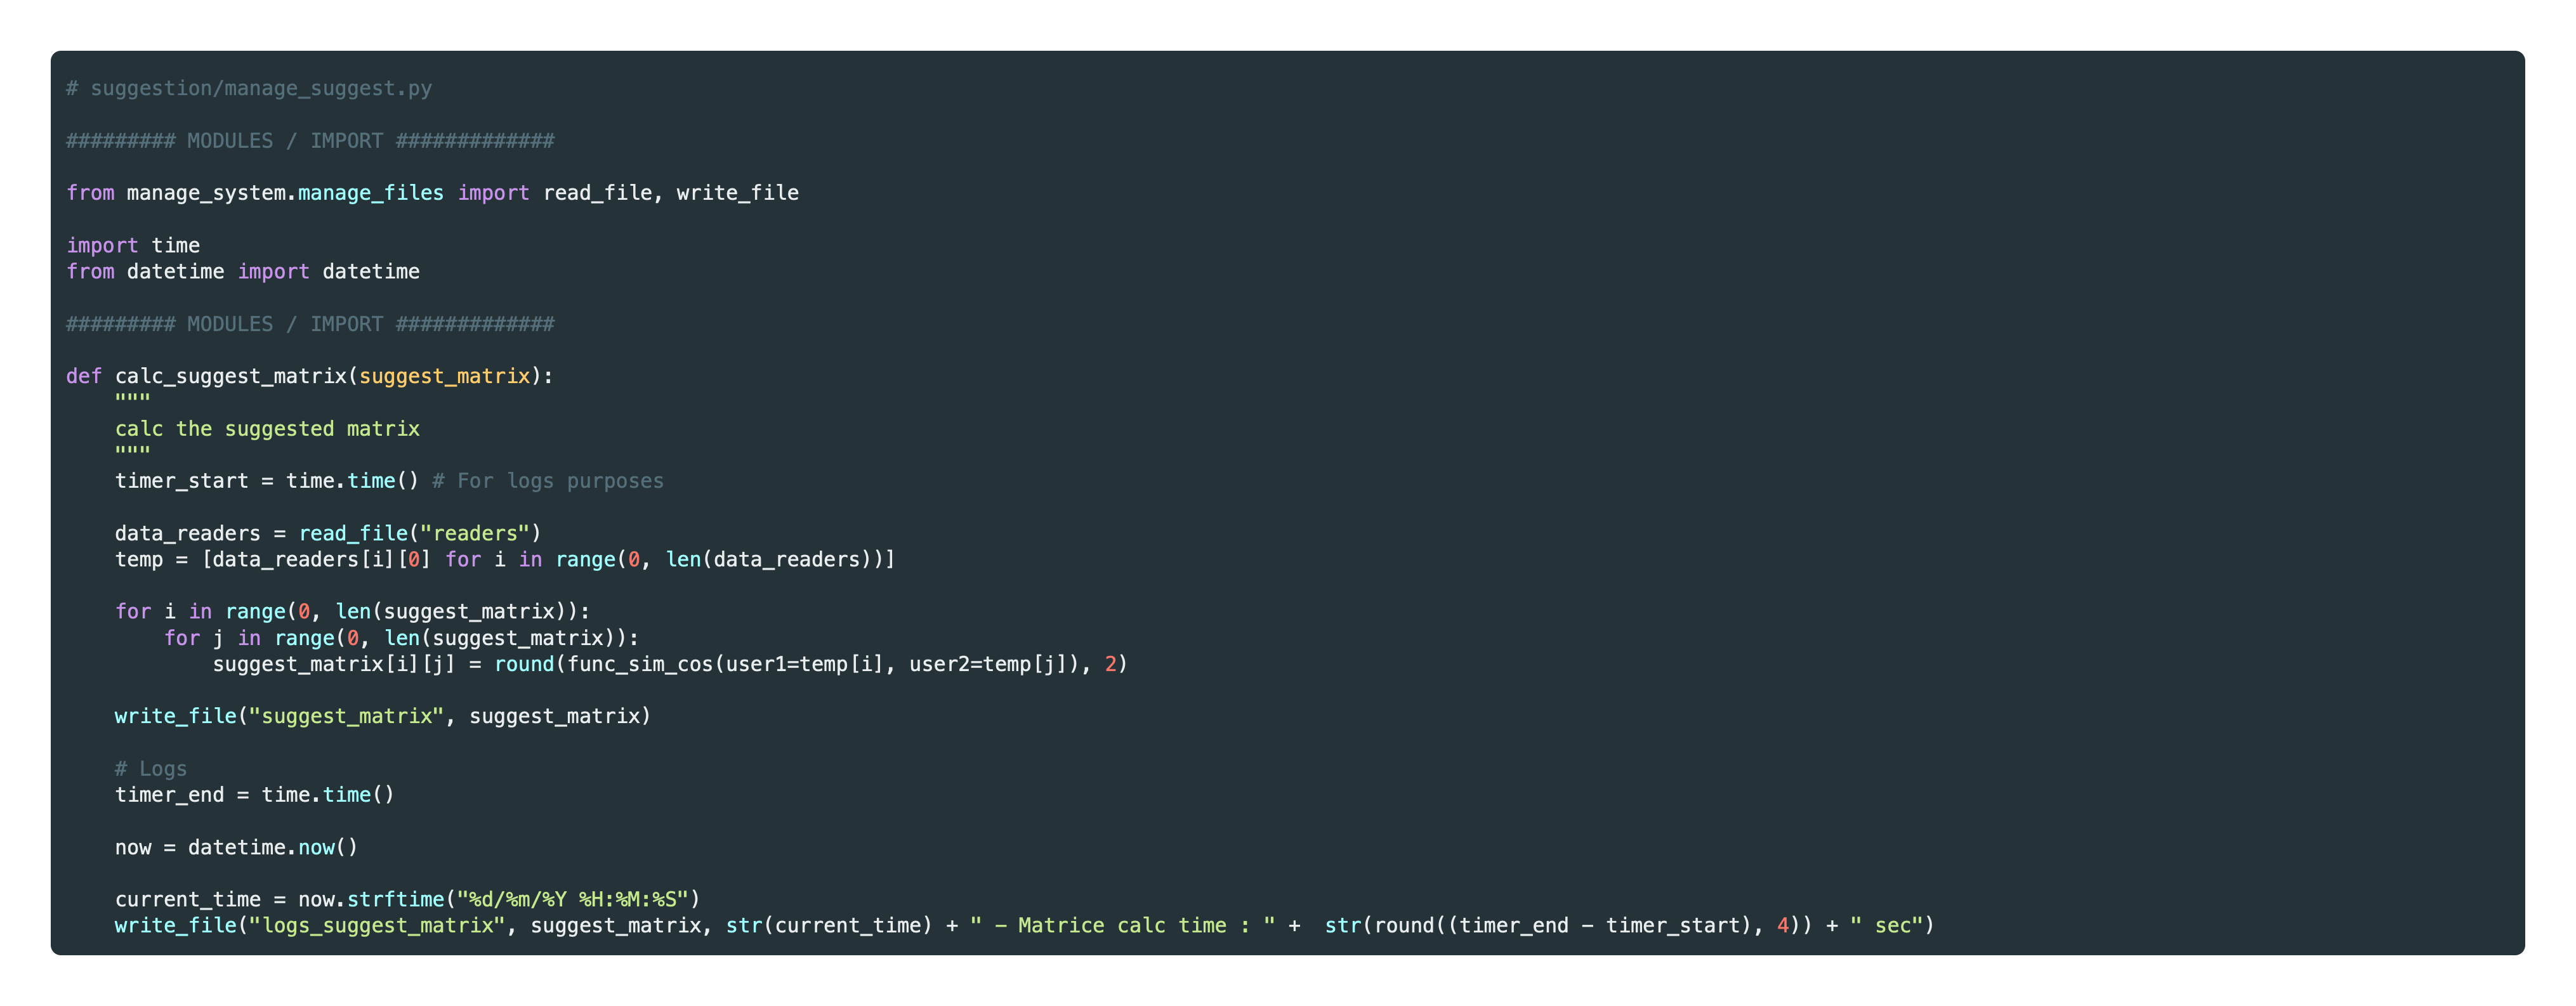 # suggestion/manage_suggest.py
######### MODULES / IMPORT #############
from manage_system.manage_files import read_file, write_file
import time
from datetime import datetime
######### MODULES / IMPORT #############
def calc_suggest_matrix(suggest_matrix):
    """
    calc the suggested matrix
    """
    timer_start = time.time() # For logs purposes
    data_readers = read_file("readers")
    temp = [data_readers[i][0] for i in range(0, len(data_readers))]
    for i in range(0, len(suggest_matrix)):
        for j in range(0, len(suggest_matrix)):
            suggest_matrix[i][j] = round(func_sim_cos(user1=temp[i], user2=temp[j]), 2)
    write_file("suggest_matrix", suggest_matrix)
    # Logs
    timer_end = time.time()
    now = datetime.now()
    current_time = now.strftime("%d/%m/%Y %H:%M:%S")
    write_file("logs_suggest_matrix", suggest_matrix, str(current_time) + " - Matrice calc time : " +  str(round((timer_end - timer_start), 4)) + " sec")